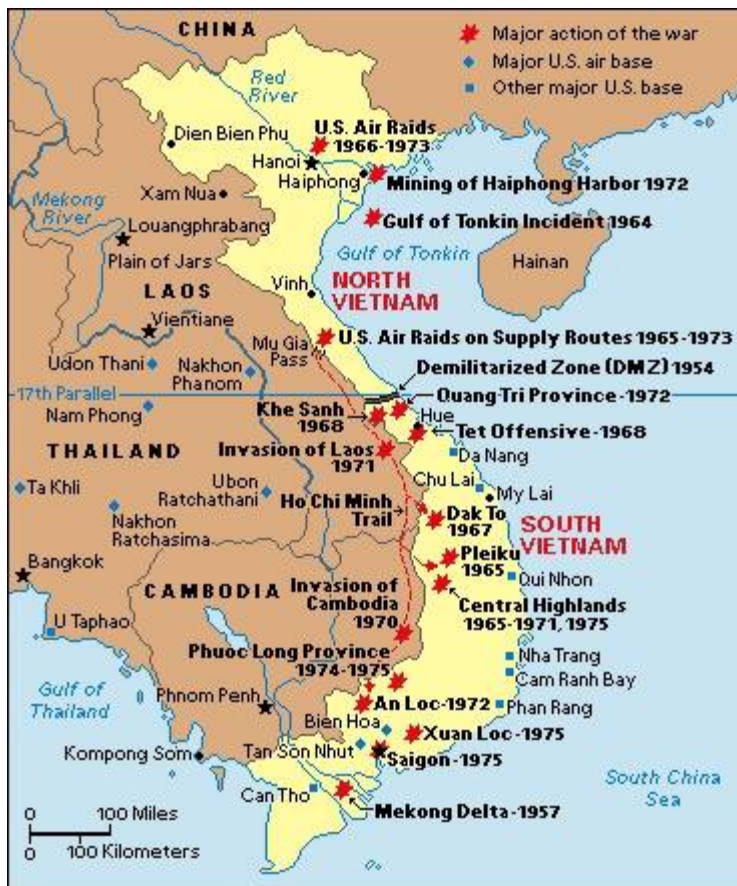 CHINA
Major action of the war
Major U.S. air base
Other major U.S. base
Red
River
Dien Bien Phu
U.S. Air Raids
1966-1973
Hanoi
Haiphong
Mining of Haiphong Harbor 1972
Xam Nua
Mekong
River
Louangphrabang
Gulf of Tonkin Incident 1964
Plain of Jars
Gulf of Tonkin
Hainan
LAOS
Vinh
NORTH
VIETNAM
Vientiane
Mu Gia
Pass
U.S. Air Raids on Supply Routes 1965-1973
Udon Thani
Nakhon
Phanom
Demilitarized Zone (DMZ) 1954
17th Parallel
Quang Tri Province-1972
Nam Phong
Khe Sanh
1968
Hue
Tet Offensive-1968
THAILAND
Invasion of Laos
1971
Da Nang
Chu Lai
My Lai
Ta Khli
Ubon
Ratchathani
Ho Chi Minh
Trail
Nakhon
Ratchasima
Dak To
1967
SOUTH
VIETNAM
Bangkok
Pleiku
1965
CAMBODIA
Invasion of
Cambodia
1970
Qui Nhon
Central Highlands
1965-1971, 1975
U Taphao
Phuoc Long Province
1974-1975
Nha Trang
Cam Ranh Bay
Gulf of
Thailand
Phnom Penh
An Loc-1972
Phan Rang
Bien Hoa
Xuan Loc-1975
Kompong Som
Tan Son Nhut
Saigon-1975
South China
Sea
Can Tho
Mekong Delta-1957
0 100 Miles
0 100 Kilometers